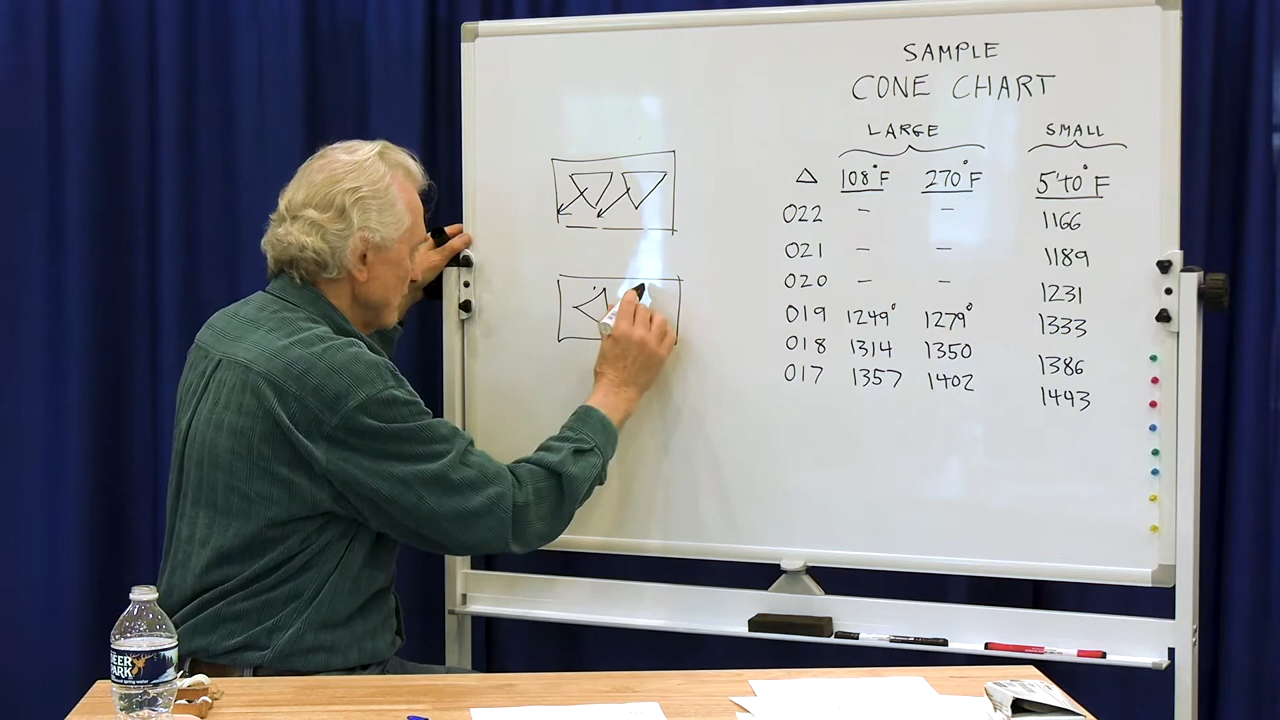 SAMPLE
CONE CHART
LARGE SMALL
△ 108°F 270°F 540°F
022 – – 1166
021 – – 1189
020 – – 1231
019 1249° 1279° 1333
018 1314 1350 1386
017 1357 1402 1443
DEER
PARK